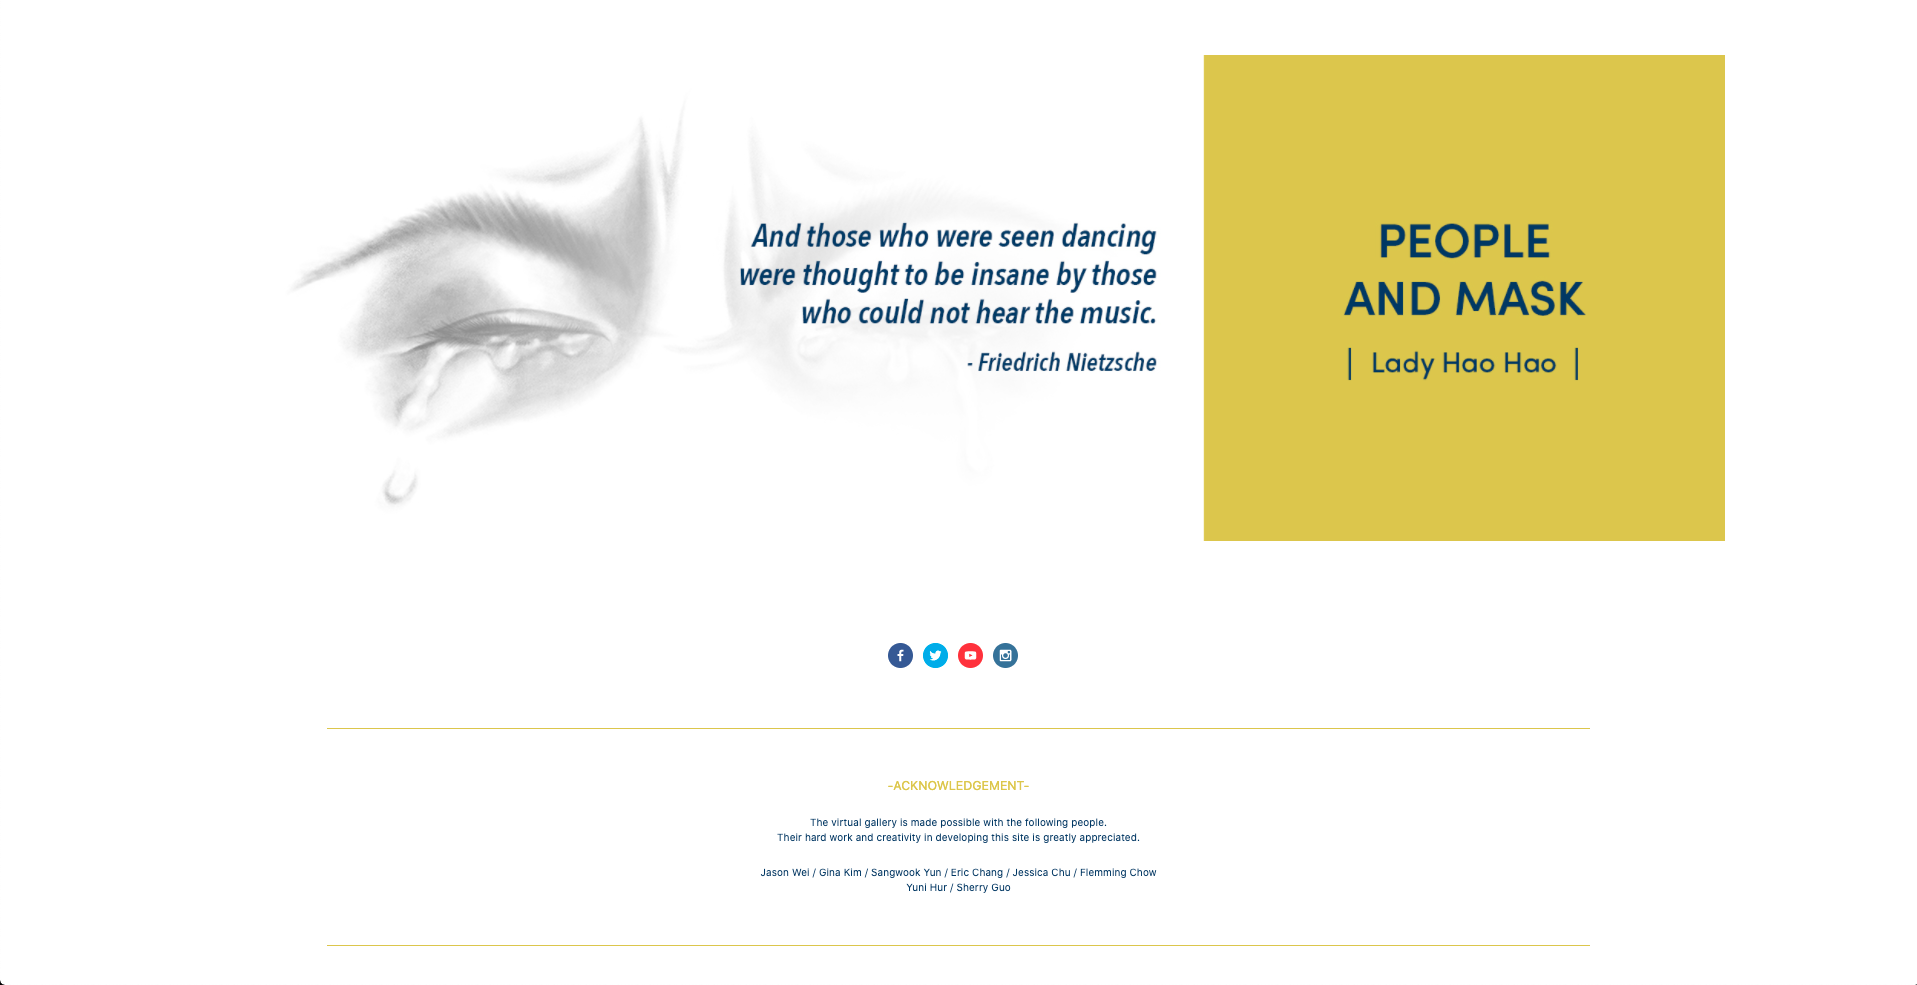 And those who were seen dancing
were thought to be insane by those
who could not hear the music.
- Friedrich Nietzsche
PEOPLE
AND MASK
| Lady Hao Hao |
-ACKNOWLEDGEMENT-
The virtual gallery is made possible with the following people.
Their hard work and creativity in developing this site is greatly appreciated.
Jason Wei / Gina Kim / Sangwook Yun / Eric Chang / Jessica Chu / Flemming Chow
Yuni Hur / Sherry Guo